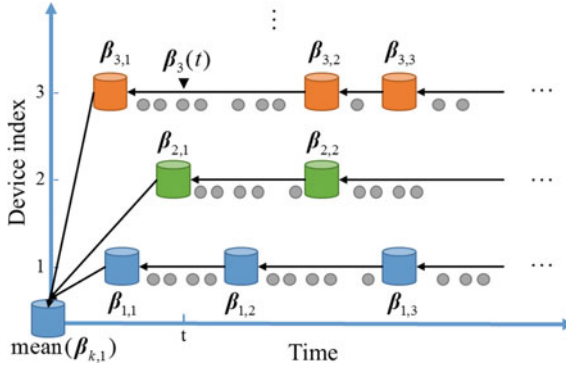 ⋮
β3,1
β3(t)
β3,2
β3,3
3
...
β2,1
β2,2
2
...
Device index
1
...
β1,1
β1,2
β1,3
mean(βk,1)
t
Time